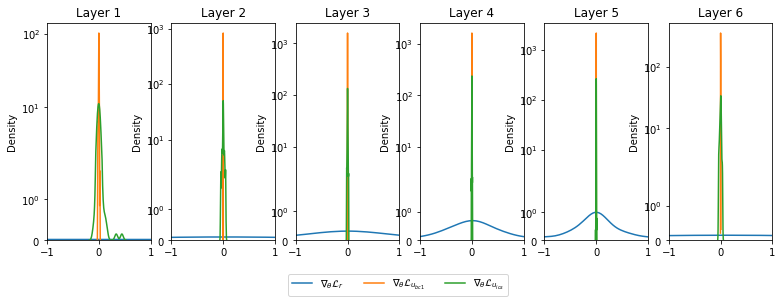 Layer 1 Layer 2 Layer 3 Layer 4 Layer 5 Layer 6
10² 10³ 10³ 10³ 10³
10² 10² 10² 10² 10²
10¹ 10¹ 10¹ 10¹ 10¹ 10¹
10⁰ 10⁰ 10⁰ 10⁰ 10⁰ 10⁰
0 0 0 0 0 0
Density Density Density Density Density Density
−1 0 1 −1 0 1 −1 0 1 −1 0 1 −1 0 1 −1 0 1
∇θℒr ∇θℒubc1 ∇θℒuics